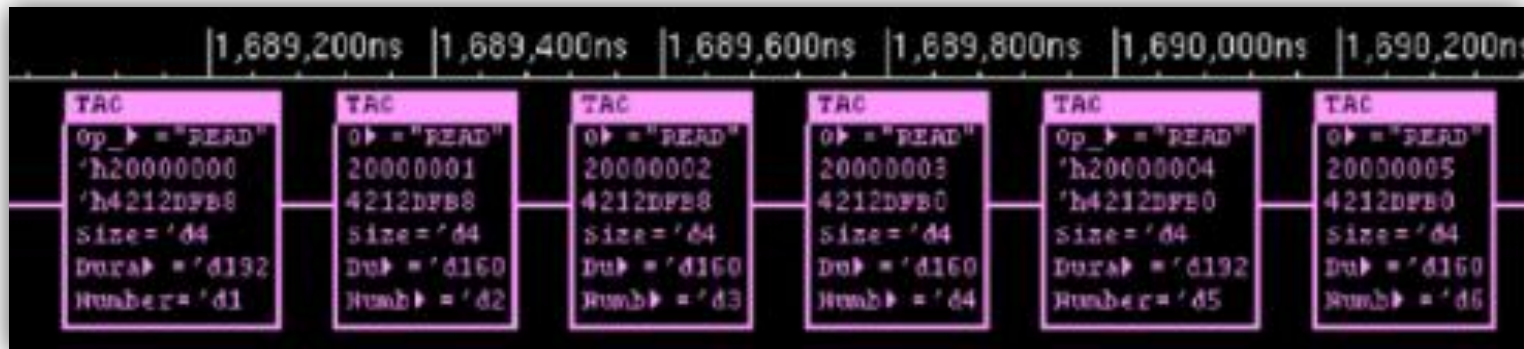 1,689,200ns 1,689,400ns 1,689,600ns 1,689,800ns 1,690,000ns 1,690,200ns
TAC
Op_▶ ="READ"
'h20000000
'h4212DFB8
Size='d4
Dura▶ ='d192
Number='d1
TAC
O▶ ="READ"
20000001
4212DFB8
Size='d4
Du▶ ='d160
Numb▶ ='d2
TAC
O▶ ="READ"
20000002
4212DFB8
Size='d4
Du▶ ='d160
Numb▶ ='d3
TAC
O▶ ="READ"
20000003
4212DFB0
Size='d4
Du▶ ='d160
Numb▶ ='d4
TAC
Op_▶ ="READ"
'h20000004
'h4212DFB0
Size='d4
Dura▶ ='d192
Number='d5
TAC
O▶ ="READ"
20000005
4212DFB0
Size='d4
Du▶ ='d160
Numb▶ ='d6